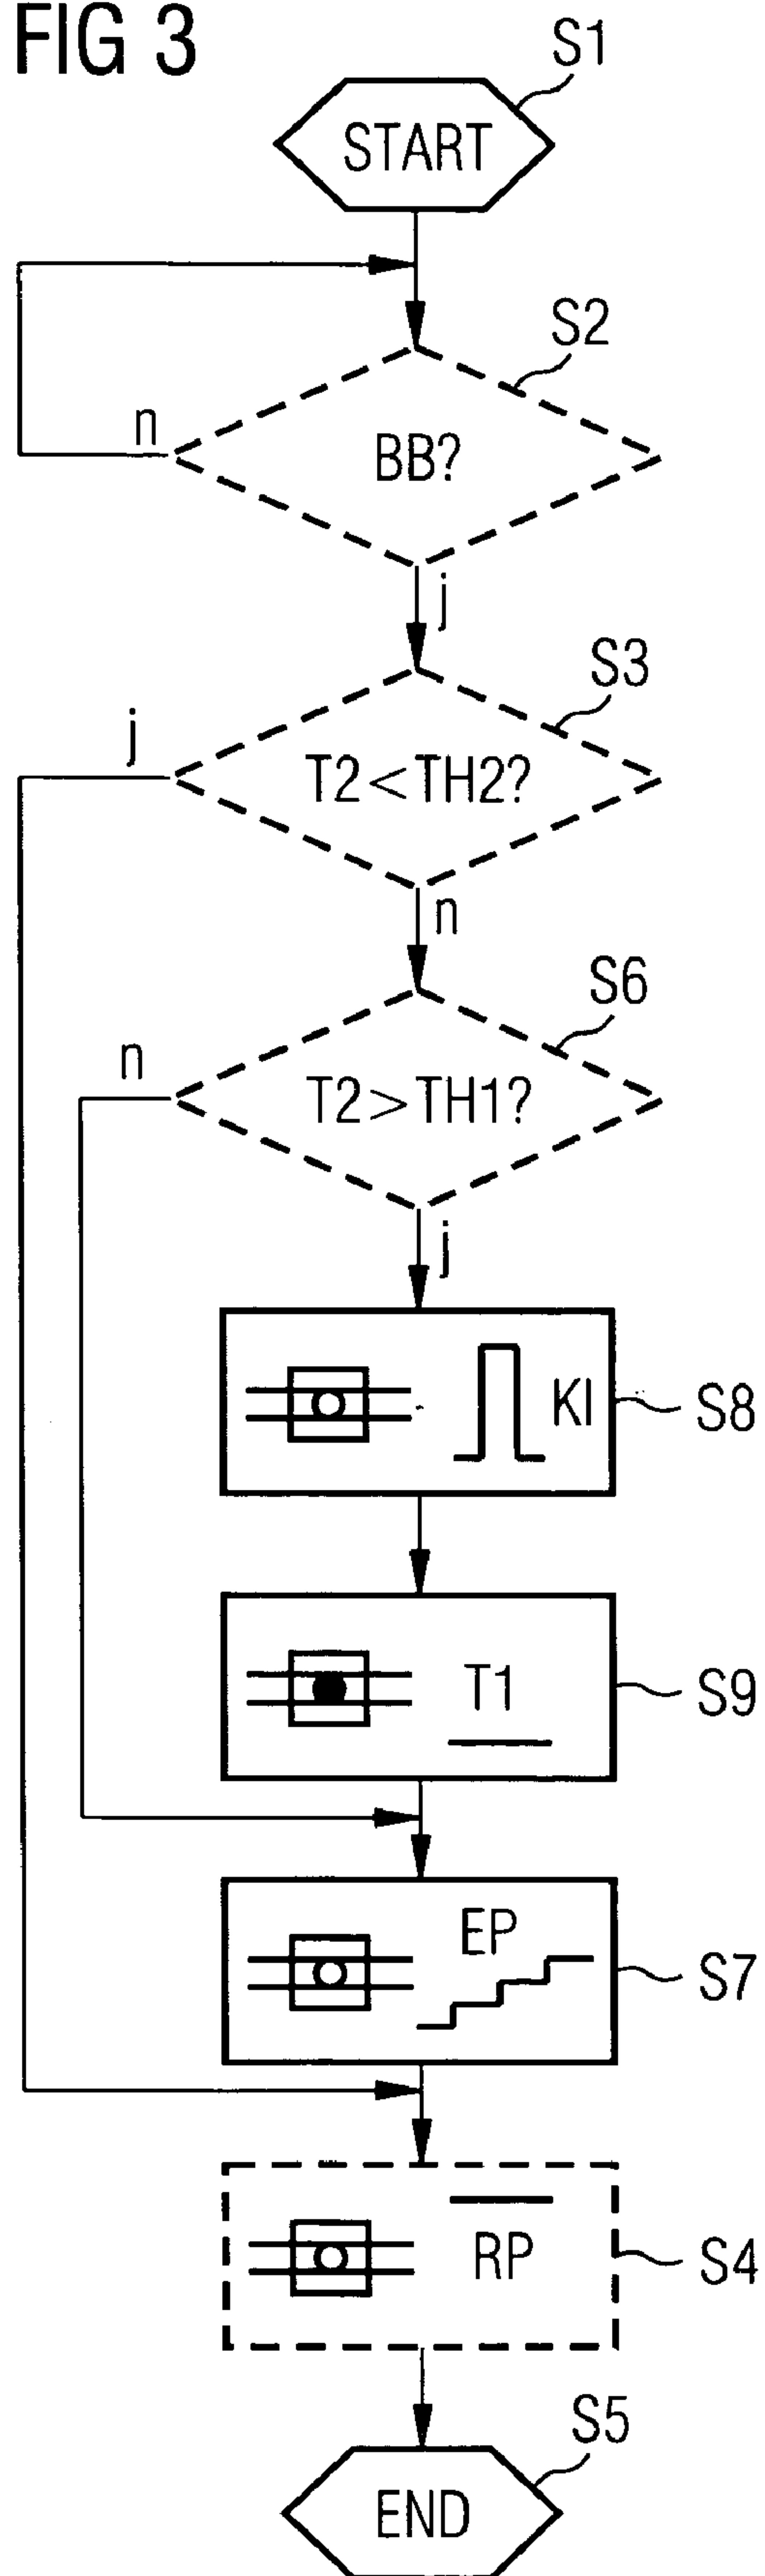 FIG 3
S1
START
S2
n
BB?
j
S3
j
T2<TH2?
n
S6
n
T2>TH1?
j
KI
S8
T1
S9
EP
S7
RP
S4
S5
END